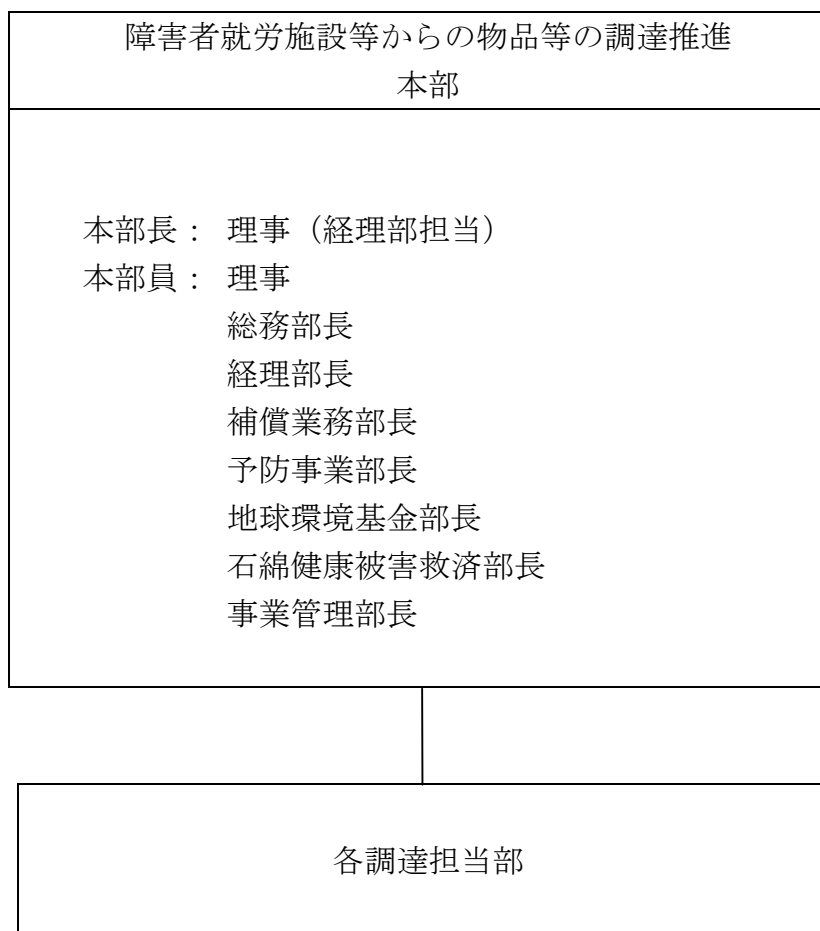 障害者就労施設等からの物品等の調達推進
本部
本部長： 理事（経理部担当）
本部員： 理事
総務部長
経理部長
補償業務部長
予防事業部長
地球環境基金部長
石綿健康被害救済部長
事業管理部長
各調達担当部